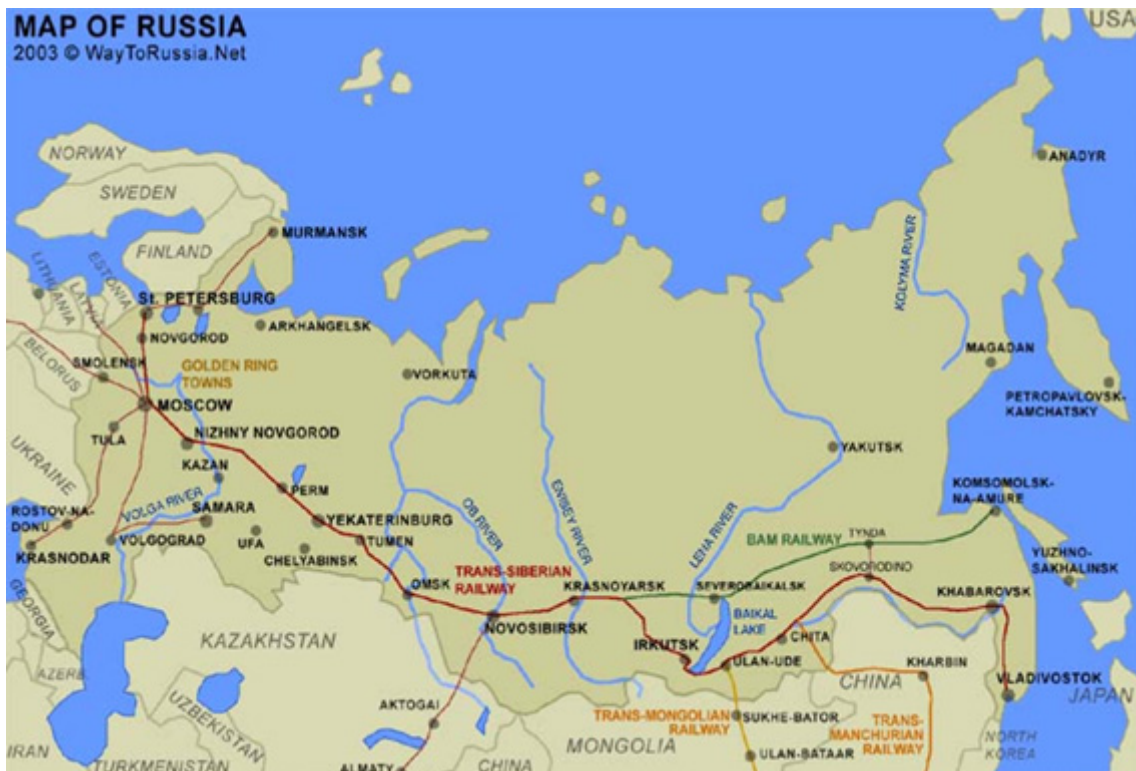 MAP OF RUSSIA
2003 © WayToRussia.Net
USA
NORWAY
SWEDEN
FINLAND
ESTONIA
LATVIA
LITHUANIA
BELORUS
UKRAINE
GEORGIA
AZERB.
IRAN
TURKMENISTAN
UZBEKISTAN
KAZAKHSTAN
MONGOLIA
CHINA
CHINA
NORTH
KOREA
JAPAN
MURMANSK
ANADYR
St. PETERSBURG
NOVGOROD
ARKHANGELSK
SMOLENSK
GOLDEN RING
TOWNS
VORKUTA
MOSCOW
TULA
NIZHNY NOVGOROD
KAZAN
PERM
VOLGA RIVER
SAMARA
ROSTOV-NA-
DONU
KRASNODAR
VOLGOGRAD
UFA
YEKATERINBURG
CHELYABINSK
TUMEN
OB RIVER
ENISEY RIVER
LENA RIVER
KOLYMA RIVER
MAGADAN
PETROPAVLOVSK-
KAMCHATSKY
YAKUTSK
KOMSOMOLSK-
NA-AMURE
BAM RAILWAY
TYNDA
SKOVORODINO
YUZHNO-
SAKHALINSK
TRANS-SIBERIAN
RAILWAY
OMSK
NOVOSIBIRSK
KRASNOYARSK
SEVEROBAIKALSK
BAIKAL
LAKE
IRKUTSK
ULAN-UDE
CHITA
KHABAROVSK
VLADIVOSTOK
KHARBIN
TRANS-MONGOLIAN
RAILWAY
SUKHE-BATOR
ULAN-BATAAR
TRANS-
MANCHURIAN
RAILWAY
AKTOGAI
ALMATY